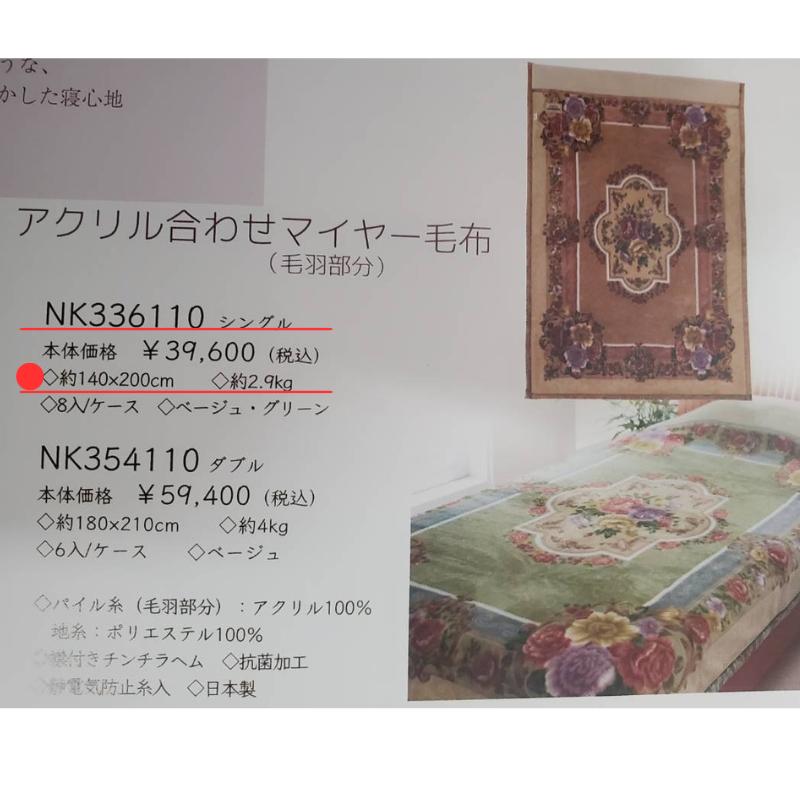 うな、
かした寝心地
アクリル合わせマイヤー毛布
（毛羽部分）
NK336110 シングル
本体価格 ￥39,600（税込）
◇約140×200cm ◇約2.9kg
◇8入/ケース ◇ベージュ・グリーン
NK354110 ダブル
本体価格 ￥59,400（税込）
◇約180×210cm ◇約4kg
◇6入/ケース ◇ベージュ
◇パイル糸（毛羽部分）：アクリル100%
地糸：ポリエステル100%
◇衿付きチンチラヘム ◇抗菌加工
◇静電気防止糸入 ◇日本製